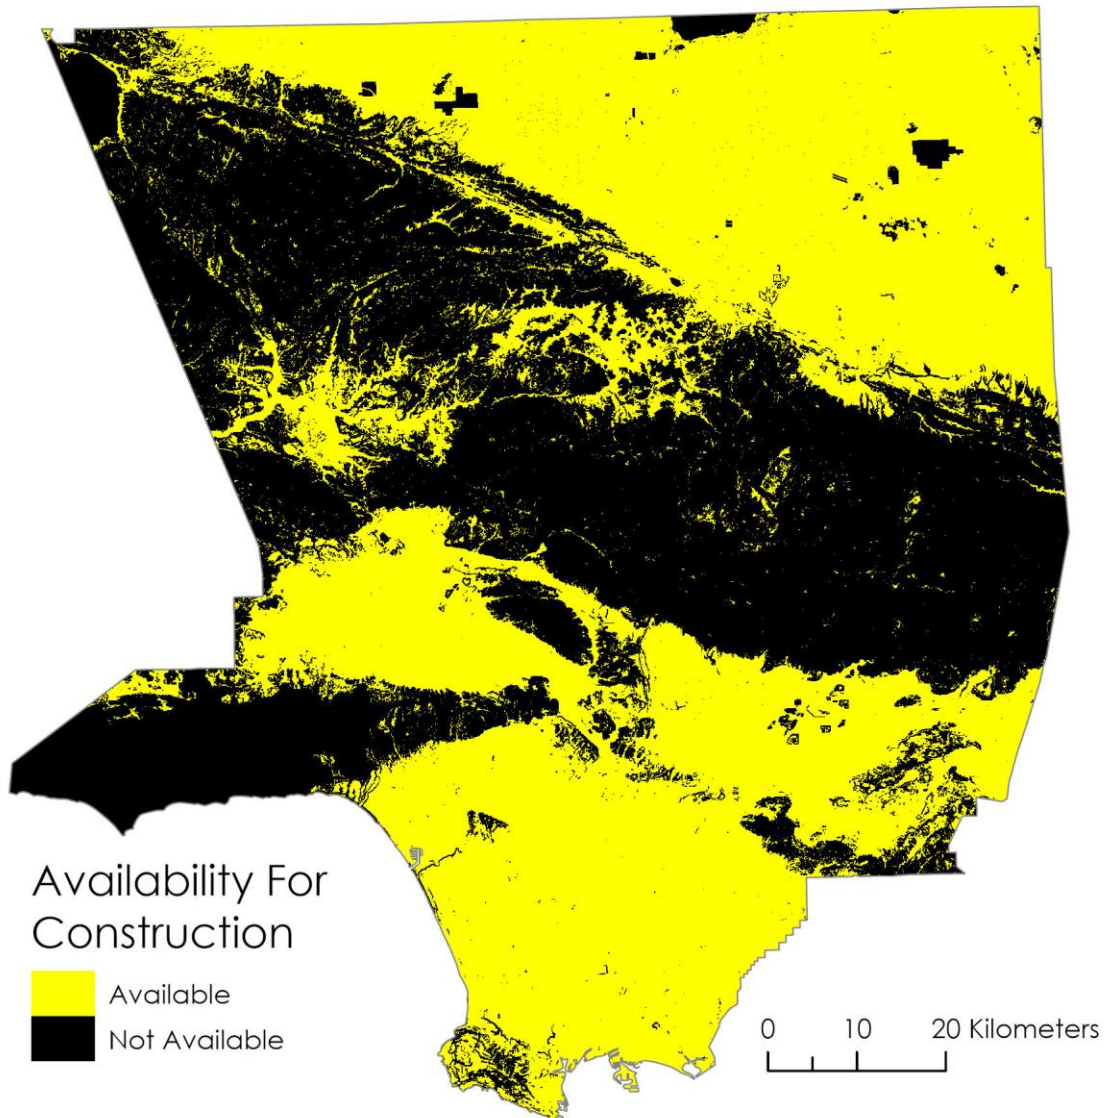 Availability For
Construction
Available
Not Available
0 10 20 Kilometers